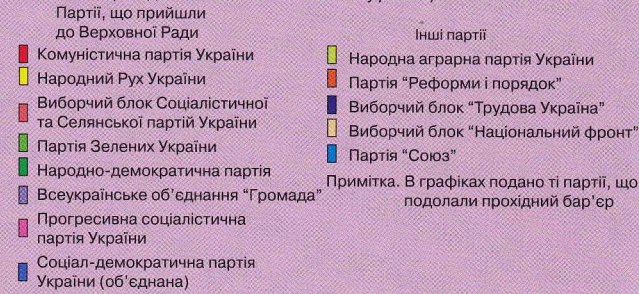 Партії, що прийшли
до Верховної Ради
Комуністична партія України
Народний Рух України
Виборчий блок Соціалістичної
та Селянської партій України
Партія Зелених України
Народно-демократична партія
Всеукраїнське об’єднання “Громада”
Прогресивна соціалістична
партія України
Соціал-демократична партія
України (об’єднана)
Інші партії
Народна аграрна партія України
Партія “Реформи і порядок”
Виборчий блок “Трудова Україна”
Виборчий блок “Національний фронт”
Партія “Союз”
Примітка. В графіках подано ті партії, що
подолали прохідний бар’єр